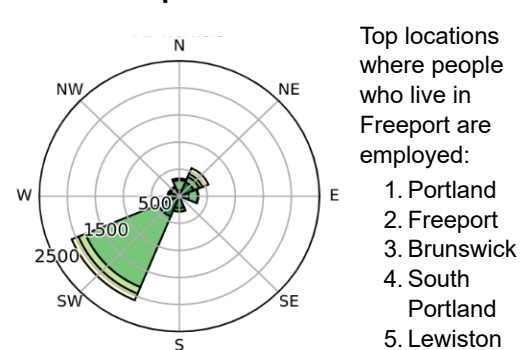 N
NW
NE
W
E
500
1500
2500
SW
SE
S
Top locations
where people
who live in
Freeport are
employed:
1. Portland
2. Freeport
3. Brunswick
4. South
Portland
5. Lewiston